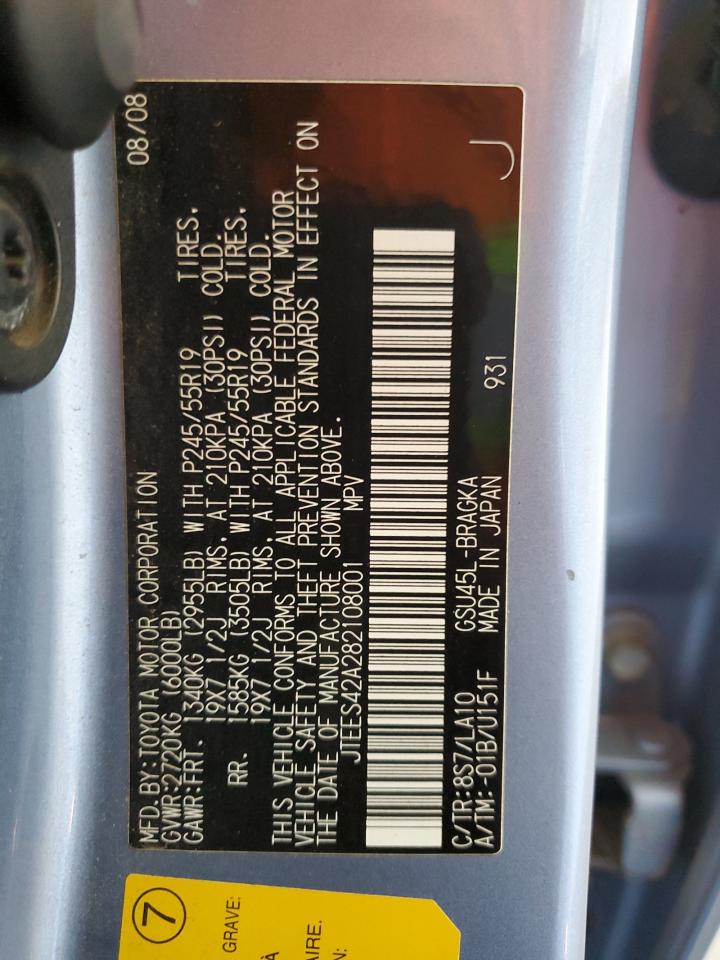 MFD.BY:TOYOTA MOTOR CORPORATION 08/08
GVWR:2720KG (6000LB)
GAWR:FRT. 1340KG (2955LB) WITH P245/55R19 TIRES.
19X7 1/2J RIMS, AT 210KPA (30PSI) COLD.
RR. 1585KG (3505LB) WITH P245/55R19 TIRES.
19X7 1/2J RIMS, AT 210KPA (30PSI) COLD.
THIS VEHICLE CONFORMS TO ALL APPLICABLE FEDERAL MOTOR
VEHICLE SAFETY AND THEFT PREVENTION STANDARDS IN EFFECT ON
THE DATE OF MANUFACTURE SHOWN ABOVE.
JTEES42A282108001 MPV
C/TR:8S7/LA10 GSU45L-BRAGKA
A/TM:-01B/U151F MADE IN JAPAN 931
J
7
GRAVE:
À
AIRE.
N: